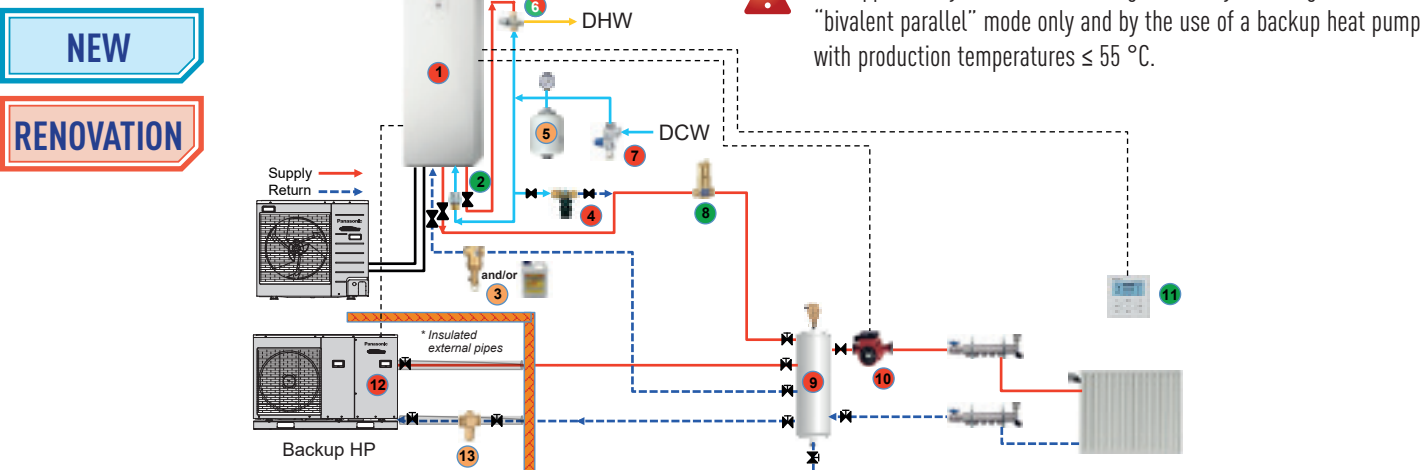 “bivalent parallel” mode only and by the use of a backup heat pump
with production temperatures ≤ 55 °C.
NEW
RENOVATION
6
DHW
1
5
DCW
7
Supply
Return
2
4
8
Panasonic
and/or
3
11
* Insulated
external pipes
Panasonic
12
9
10
Backup HP
13